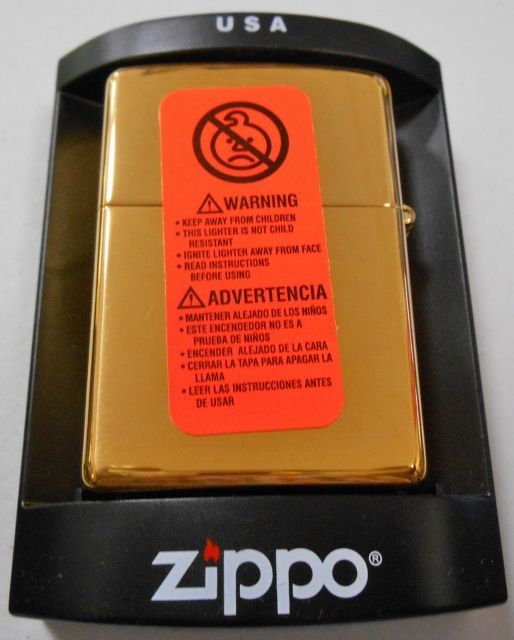 USA
⚠WARNING
• KEEP AWAY FROM CHILDREN
• THIS LIGHTER IS NOT CHILD
RESISTANT
• IGNITE LIGHTER AWAY FROM FACE
• READ INSTRUCTIONS
BEFORE USING
⚠ADVERTENCIA
• MANTENER ALEJADO DE LOS NIÑOS
• ESTE ENCENDEDOR NO ES A
PRUEBA DE NIÑOS
• ENCENDER ALEJADO DE LA CARA
• CERRAR LA TAPA PARA APAGAR LA
LLAMA
• LEER LAS INSTRUCCIONES ANTES
DE USAR
zippo®